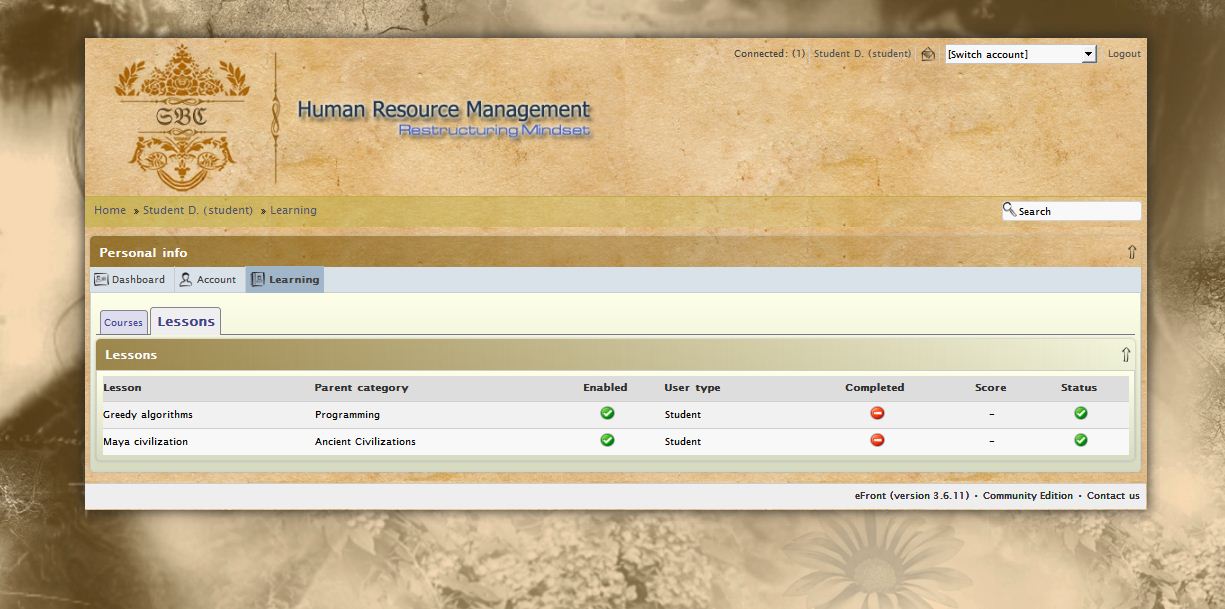 Connected: (1) Student D. (student) [Switch account] Logout
SBC
Human Resource Management
Restructuring Mindset
Home » Student D. (student) » Learning
Search
Personal info
Dashboard Account Learning
Courses Lessons
Lessons
Lesson Parent category Enabled User type Completed Score Status
Greedy algorithms Programming Student -
Maya civilization Ancient Civilizations Student -
eFront (version 3.6.11) • Community Edition • Contact us